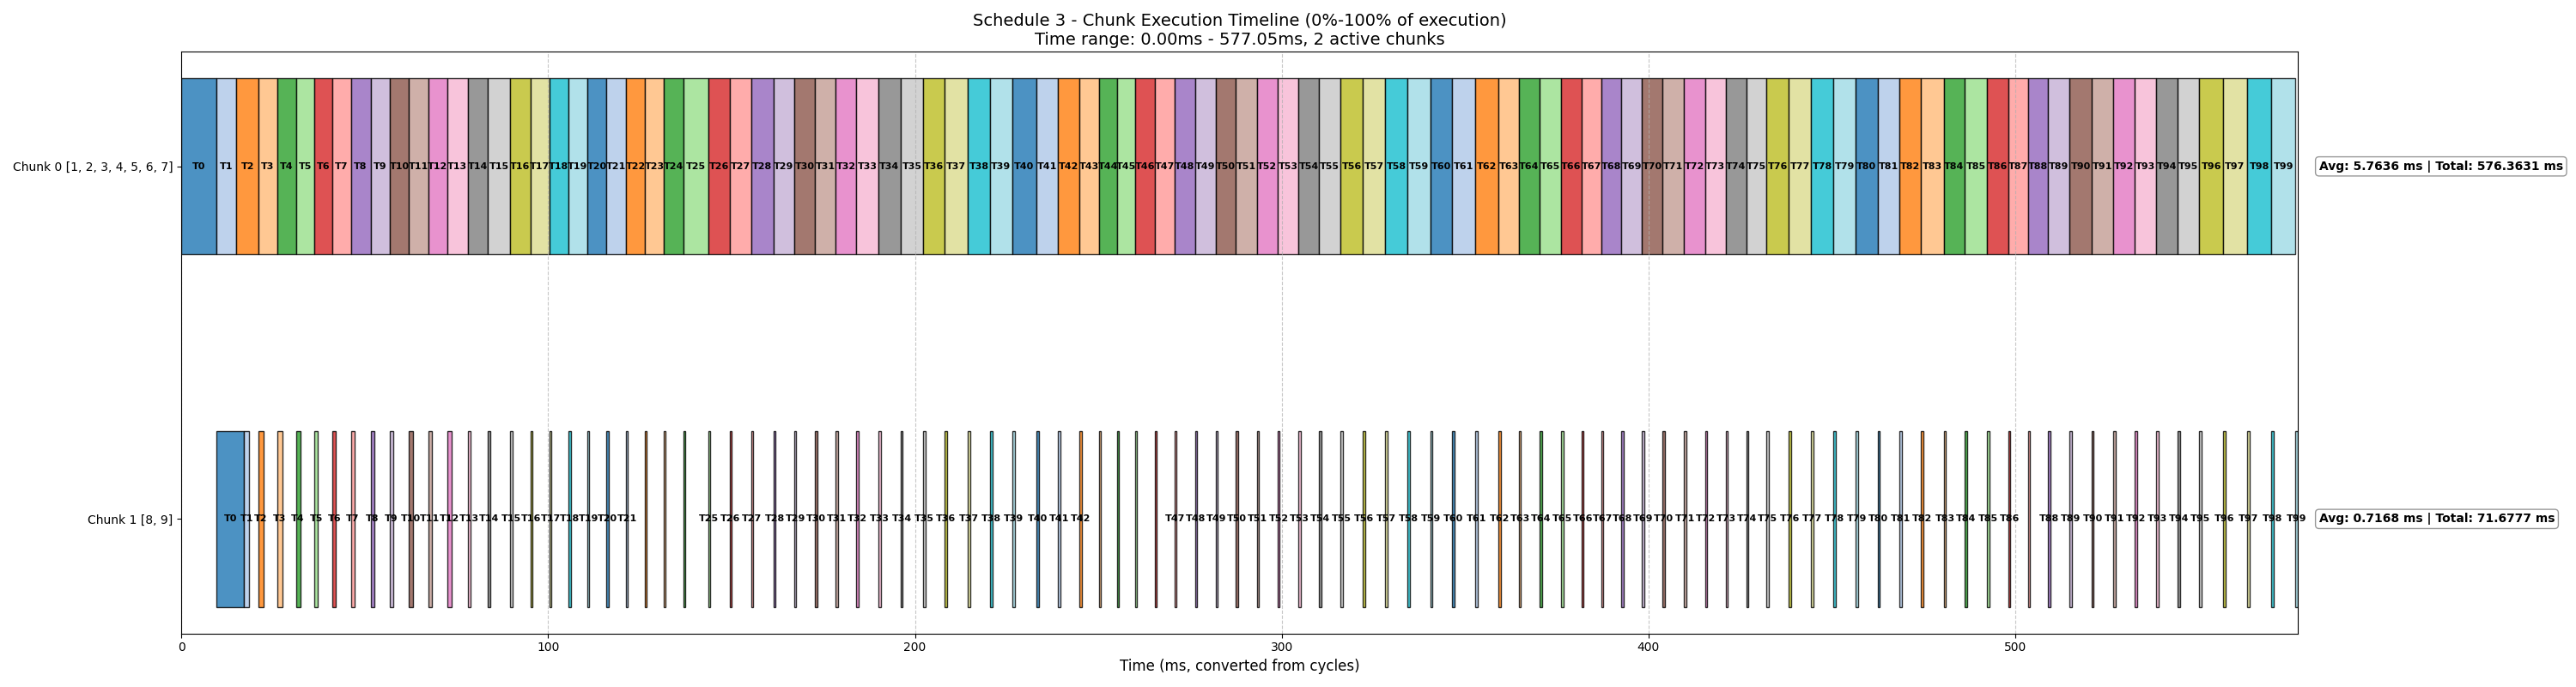 Schedule 3 - Chunk Execution Timeline (0%-100% of execution)
Time range: 0.00ms - 577.05ms, 2 active chunks
Chunk 0 [1, 2, 3, 4, 5, 6, 7]
T0 T1 T2 T3 T4 T5 T6 T7 T8 T9 T10 T11 T12 T13 T14 T15 T16 T17 T18 T19 T20 T21 T22 T23 T24 T25 T26 T27 T28 T29 T30 T31 T32 T33 T34 T35 T36 T37 T38 T39 T40 T41 T42 T43 T44 T45 T46 T47 T48 T49 T50 T51 T52 T53 T54 T55 T56 T57 T58 T59 T60 T61 T62 T63 T64 T65 T66 T67 T68 T69 T70 T71 T72 T73 T74 T75 T76 T77 T78 T79 T80 T81 T82 T83 T84 T85 T86 T87 T88 T89 T90 T91 T92 T93 T94 T95 T96 T97 T98 T99
Avg: 5.7636 ms | Total: 576.3631 ms
Chunk 1 [8, 9]
T0 T1 T2 T3 T4 T5 T6 T7 T8 T9 T10 T11 T12 T13 T14 T15 T16 T17 T18 T19 T20 T21 T25 T26 T27 T28 T29 T30 T31 T32 T33 T34 T35 T36 T37 T38 T39 T40 T41 T42 T47 T48 T49 T50 T51 T52 T53 T54 T55 T56 T57 T58 T59 T60 T61 T62 T63 T64 T65 T66 T67 T68 T69 T70 T71 T72 T73 T74 T75 T76 T77 T78 T79 T80 T81 T82 T83 T84 T85 T86 T88 T89 T90 T91 T92 T93 T94 T95 T96 T97 T98 T99
Avg: 0.7168 ms | Total: 71.6777 ms
0 100 200 300 400 500
Time (ms, converted from cycles)